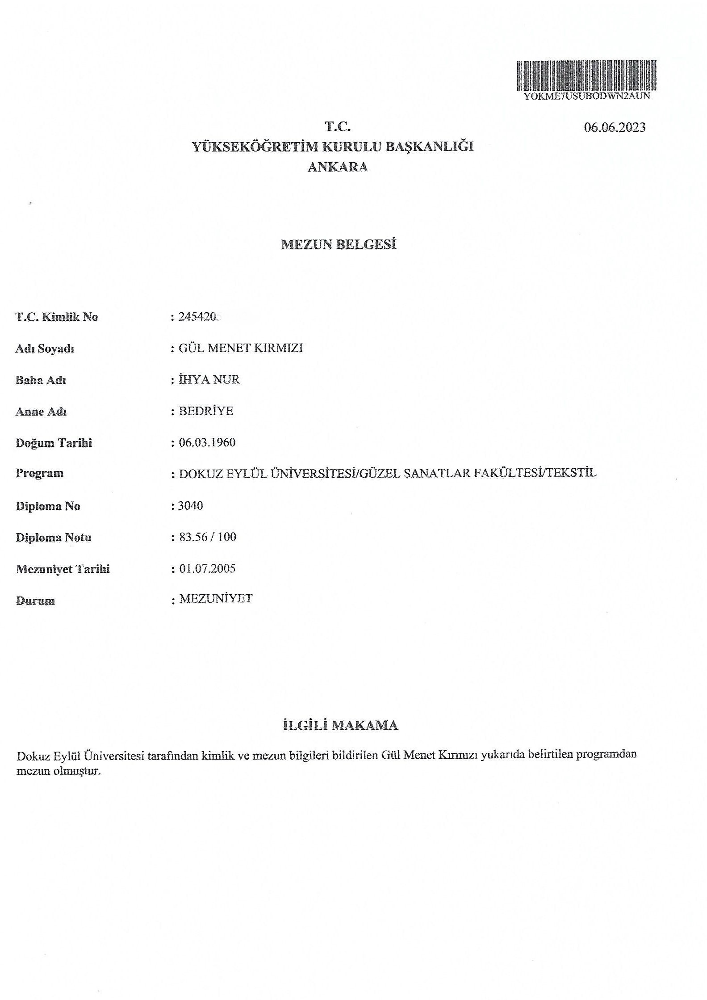 YOKME7USUBODWN2AUN
T.C.
06.06.2023
YÜKSEKÖĞRETİM KURULU BAŞKANLIĞI
ANKARA
MEZUN BELGESİ
T.C. Kimlik No : 245420
Adı Soyadı : GÜL MENET KIRMIZI
Baba Adı : İHYA NUR
Anne Adı : BEDRİYE
Doğum Tarihi : 06.03.1960
Program : DOKUZ EYLÜL ÜNİVERSİTESİ/GÜZEL SANATLAR FAKÜLTESİ/TEKSTİL
Diploma No : 3040
Diploma Notu : 83.56 / 100
Mezuniyet Tarihi : 01.07.2005
Durum : MEZUNİYET
İLGİLİ MAKAMA
Dokuz Eylül Üniversitesi tarafından kimlik ve mezun bilgileri bildirilen Gül Menet Kırmızı yukarıda belirtilen programdan
mezun olmuştur.